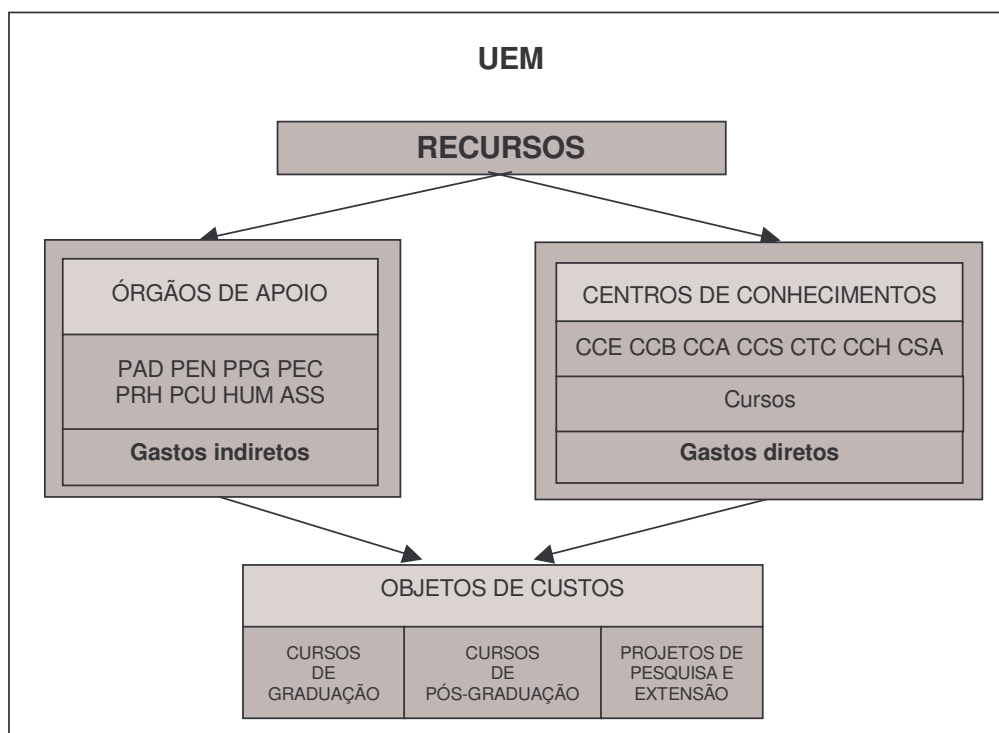 UEM
RECURSOS
ÓRGÃOS DE APOIO
PAD PEN PPG PEC
PRH PCU HUM ASS
Gastos indiretos
CENTROS DE CONHECIMENTOS
CCE CCB CCA CCS CTC CCH CSA
Cursos
Gastos diretos
OBJETOS DE CUSTOS
CURSOS
DE
GRADUAÇÃO
CURSOS
DE
PÓS-GRADUAÇÃO
PROJETOS DE
PESQUISA E
EXTENSÃO